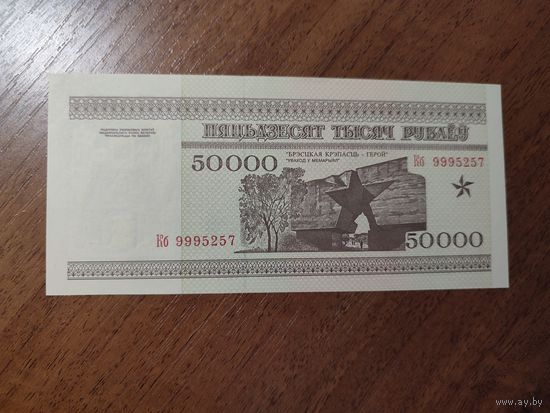 ПЯЦЬДЗЕСЯТ ТЫСЯЧ РУБЛЁЎ
50000
"БРЭСЦКАЯ КРЭПАСЦЬ - ГЕРОЙ"
"УВАХОД У МЕМАРЫЯЛ"
Кб 9995257
Кб 9995257
50000
www.ay.by